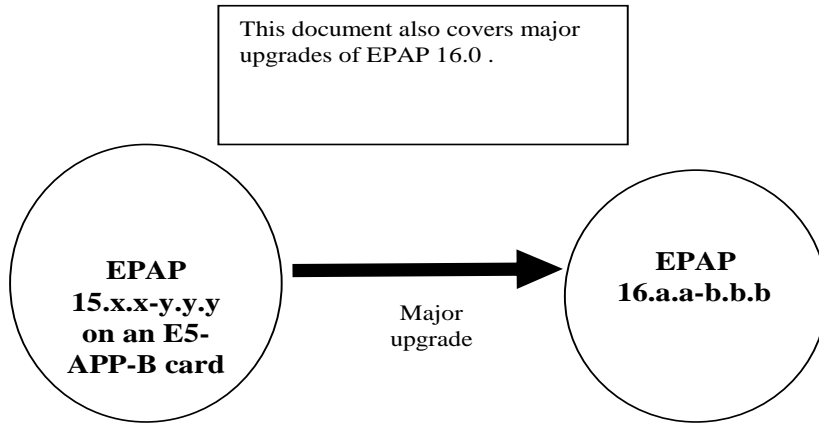 This document also covers major
upgrades of EPAP 16.0 .
EPAP
15.x.x-y.y.y
on an E5-
APP-B card
Major
upgrade
EPAP
16.a.a-b.b.b